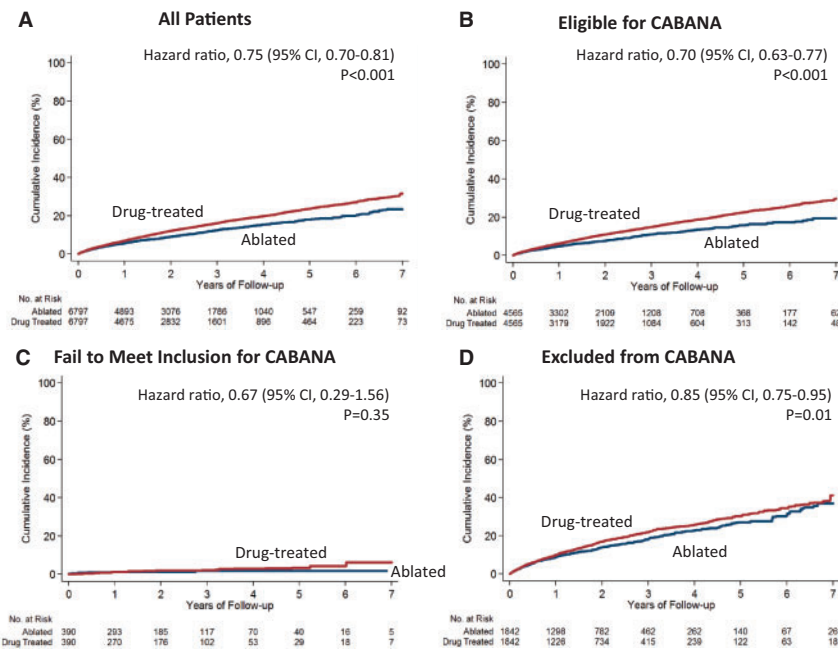 A
All Patients
Hazard ratio, 0.75 (95% CI, 0.70-0.81)
P<0.001
Cumulative Incidence (%)
100
80
60
40
20
0
Drug-treated
Ablated
0 1 2 3 4 5 6 7
Years of Follow-up
No. at Risk
Ablated 6797 4893 3076 1786 1040 547 259 92
Drug Treated 6797 4675 2832 1601 896 464 223 73
B
Eligible for CABANA
Hazard ratio, 0.70 (95% CI, 0.63-0.77)
P<0.001
Cumulative Incidence (%)
100
80
60
40
20
0
Drug-treated
Ablated
0 1 2 3 4 5 6 7
Years of Follow-up
No. at Risk
Ablated 4565 3302 2109 1208 708 368 177 62
Drug Treated 4565 3179 1922 1084 604 313 142
C
Fail to Meet Inclusion for CABANA
Hazard ratio, 0.67 (95% CI, 0.29-1.56)
P=0.35
Cumulative Incidence (%)
100
80
60
40
20
0
Drug-treated
Ablated
0 1 2 3 4 5 6 7
Years of Follow-up
No. at Risk
Ablated 390 293 185 117 70 40 16 5
Drug Treated 390 270 176 102 53 29 18 7
D
Excluded from CABANA
Hazard ratio, 0.85 (95% CI, 0.75-0.95)
P=0.01
Cumulative Incidence (%)
100
80
60
40
20
0
Drug-treated
Ablated
0 1 2 3 4 5 6 7
Years of Follow-up
No. at Risk
Ablated 1842 1298 782 462 262 140 67 26
Drug Treated 1842 1226 734 415 239 122 63 18